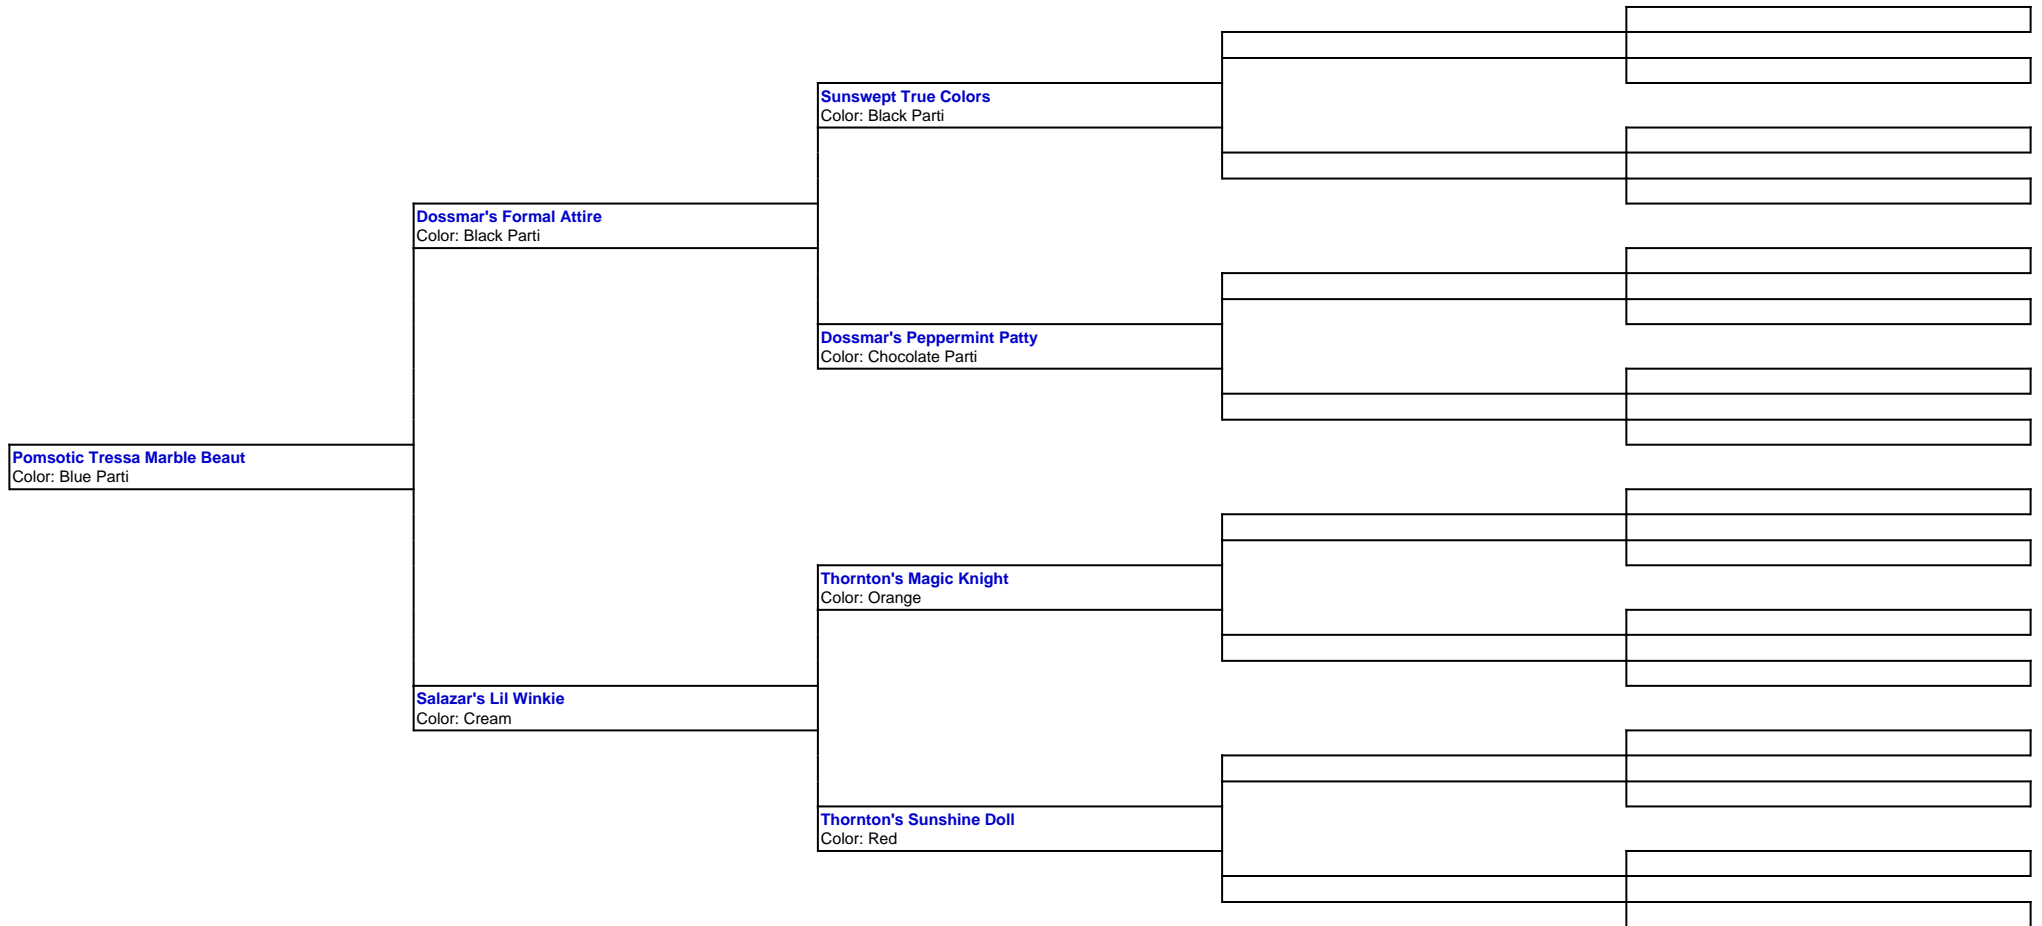 Sunswept True Colors
Color: Black Parti
Dossmar's Formal Attire
Color: Black Parti
Dossmar's Peppermint Patty
Color: Chocolate Parti
Pomsotic Tressa Marble Beaut
Color: Blue Parti
Thornton's Magic Knight
Color: Orange
Salazar's Lil Winkie
Color: Cream
Thornton's Sunshine Doll
Color: Red